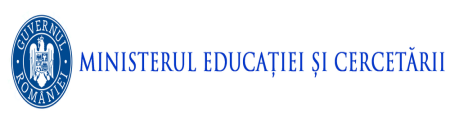 GUVERNUL
ROMÂNIEI
MINISTERUL EDUCAȚIEI ȘI CERCETĂRII